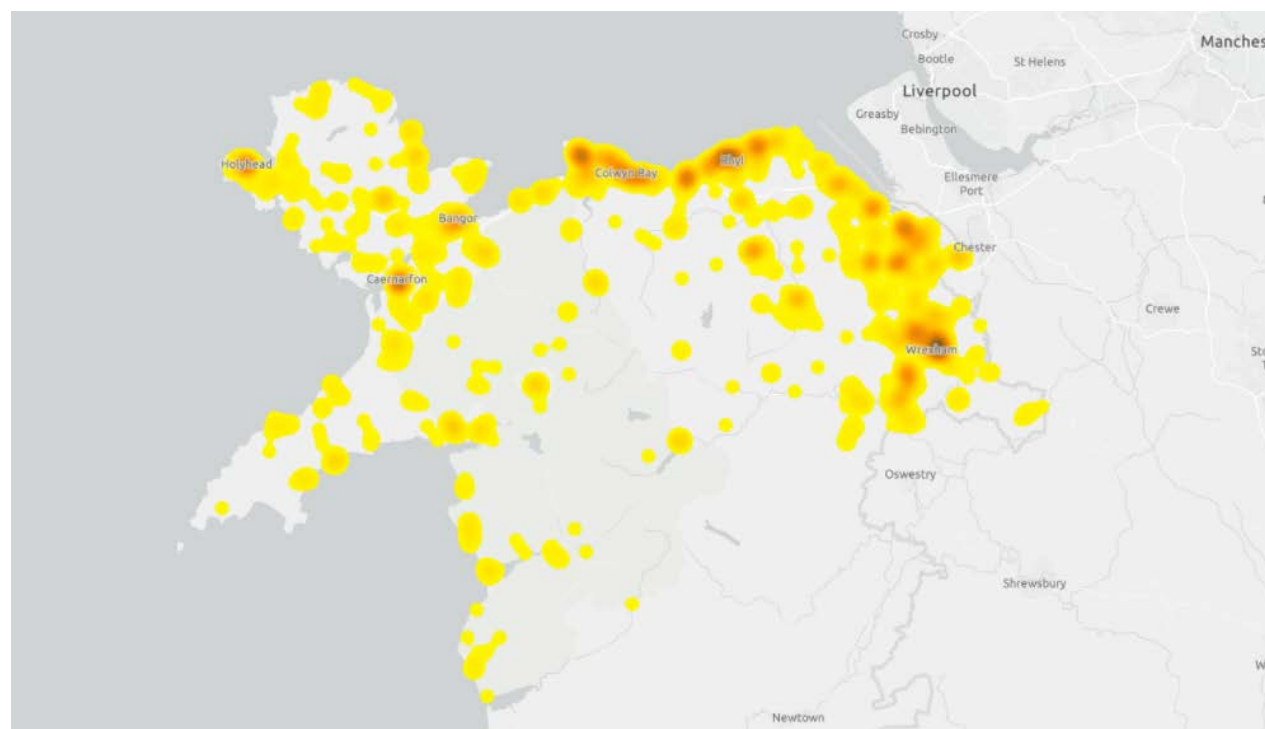 Crosby
Manches
Bootle
St Helens
Liverpool
Greasby
Bebington
Holyhead
Rhyl
Colwyn Bay
Ellesmere
Port
Bangor
Chester
Caernarfon
Crewe
Wrexham
Sto
Oswestry
Shrewsbury
W
Newtown